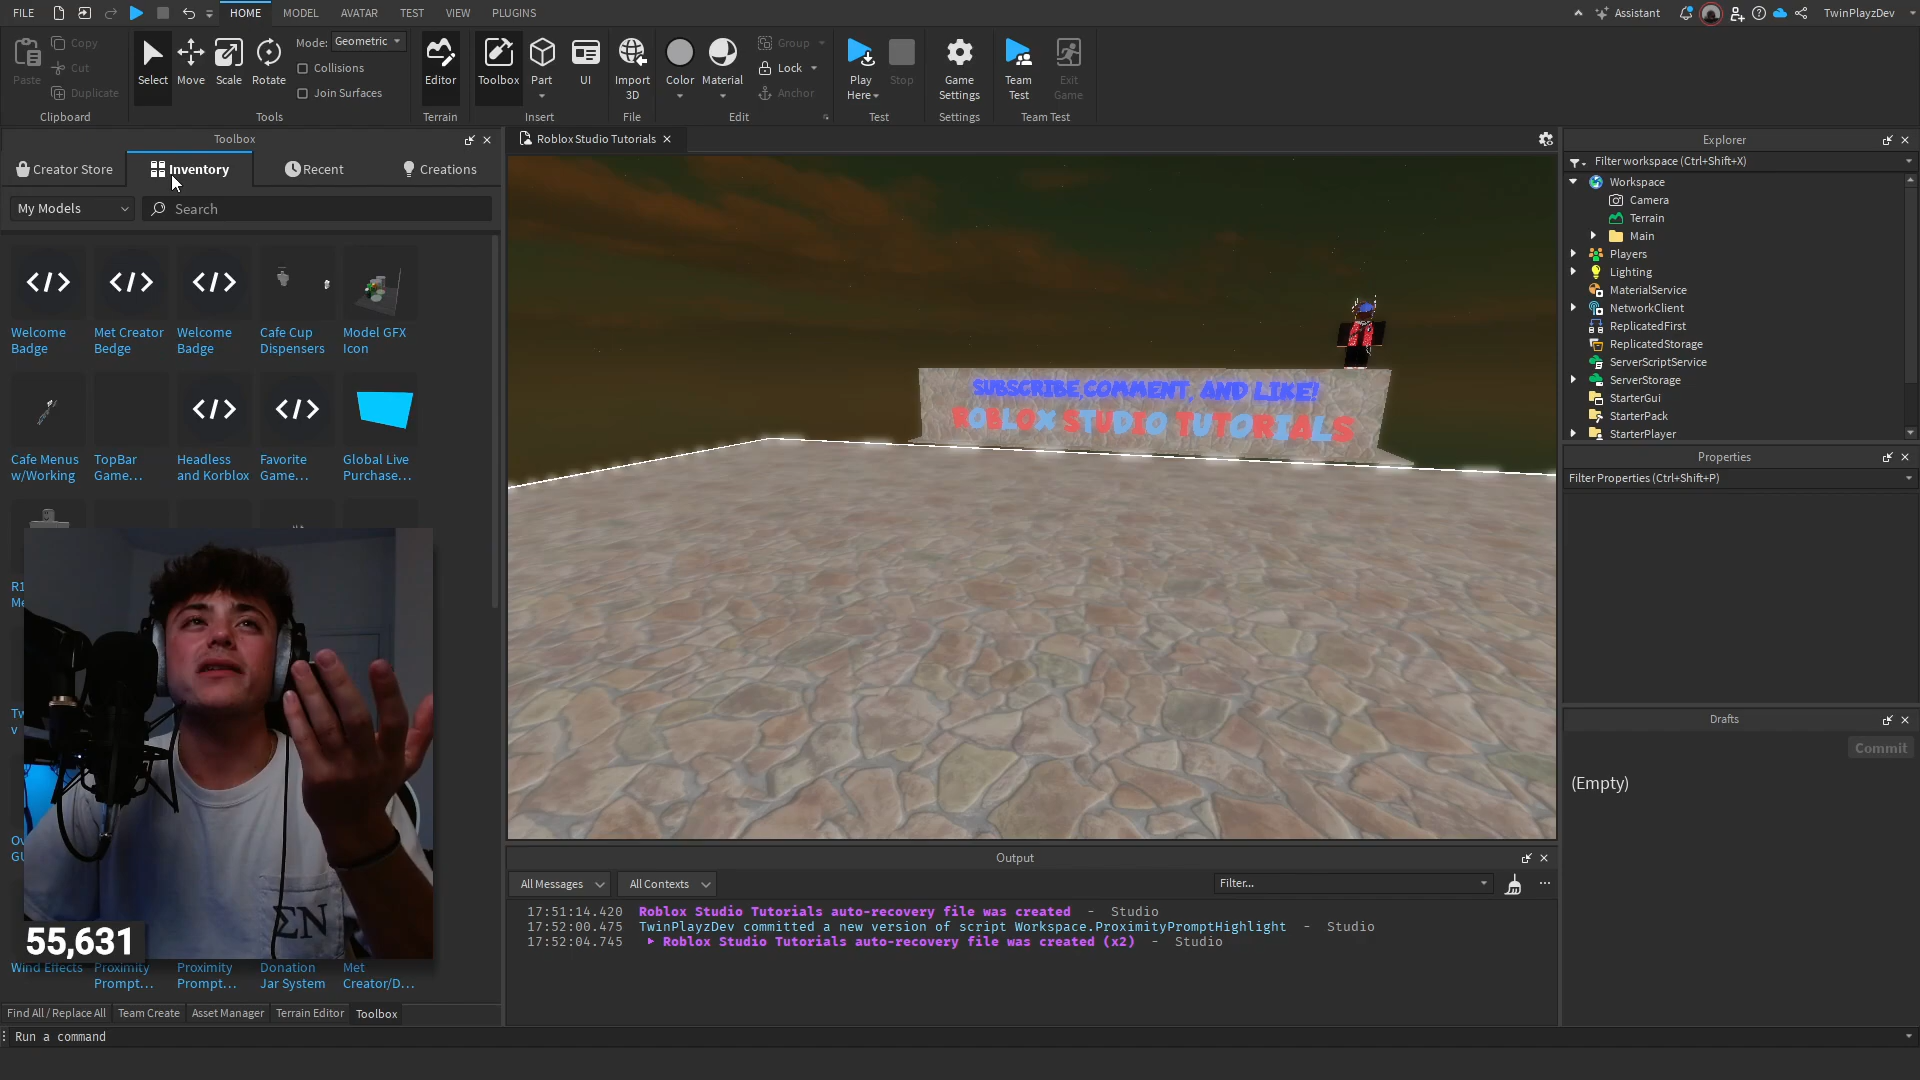 FILE HOME MODEL AVATAR TEST VIEW PLUGINS Assistant TwinPlayzDev
Paste Copy Cut Duplicate
Clipboard
Select Move Scale Rotate
Mode: Geometric
Collisions
Join Surfaces
Tools
Editor
Terrain
Toolbox Part UI
Insert
Import
3D
File
Color Material
Group
Lock
Anchor
Edit
Play
Here
Stop
Test
Game
Settings
Settings
Team
Test
Exit
Game
Team Test
Toolbox
Creator Store Inventory Recent Creations
My Models Search
Welcome
Badge
Met Creator
Bedge
Welcome
Badge
Cafe Cup
Dispensers
Model GFX
Icon
Cafe Menus
w/Working
TopBar
Game...
Headless
and Korblox
Favorite
Game...
Global Live
Purchase...
R1
Me
Tw
v
Ov
GU
55,631
Wind Effects
Proximity
Prompt...
Proximity
Prompt...
Donation
Jar System
Met
Creator/D...
Find All / Replace All Team Create Asset Manager Terrain Editor Toolbox
Run a command
Roblox Studio Tutorials
SUBSCRIBE,COMMENT, AND LIKE!
ROBLOX STUDIO TUTORIALS
Output
All Messages All Contexts Filter...
17:51:14.420 Roblox Studio Tutorials auto-recovery file was created - Studio
17:52:00.475 TwinPlayzDev committed a new version of script Workspace.ProximityPromptHighlight - Studio
17:52:04.745 Roblox Studio Tutorials auto-recovery file was created (x2) - Studio
Explorer
Filter workspace (Ctrl+Shift+X)
Workspace
Camera
Terrain
Main
Players
Lighting
MaterialService
NetworkClient
ReplicatedFirst
ReplicatedStorage
ServerScriptService
ServerStorage
StarterGui
StarterPack
StarterPlayer
Properties
Filter Properties (Ctrl+Shift+P)
Drafts
Commit
(Empty)